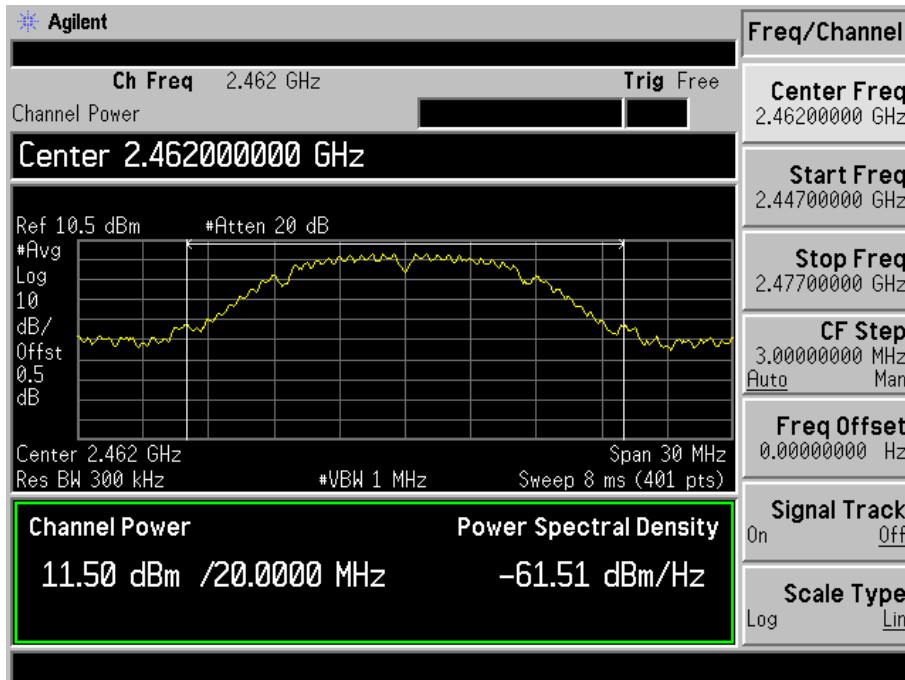 Agilent
Ch Freq 2.462 GHz Trig Free
Channel Power
Center 2.462000000 GHz
Ref 10.5 dBm #Atten 20 dB
#Avg
Log
10
dB/
Offst
0.5
dB
Center 2.462 GHz Span 30 MHz
Res BW 300 kHz #VBW 1 MHz Sweep 8 ms (401 pts)
Channel Power Power Spectral Density
11.50 dBm /20.0000 MHz -61.51 dBm/Hz
Freq/Channel
Center Freq
2.46200000 GHz
Start Freq
2.44700000 GHz
Stop Freq
2.47700000 GHz
CF Step
3.00000000 MHz
Auto Man
Freq Offset
0.00000000 Hz
Signal Track
On Off
Scale Type
Log Lin